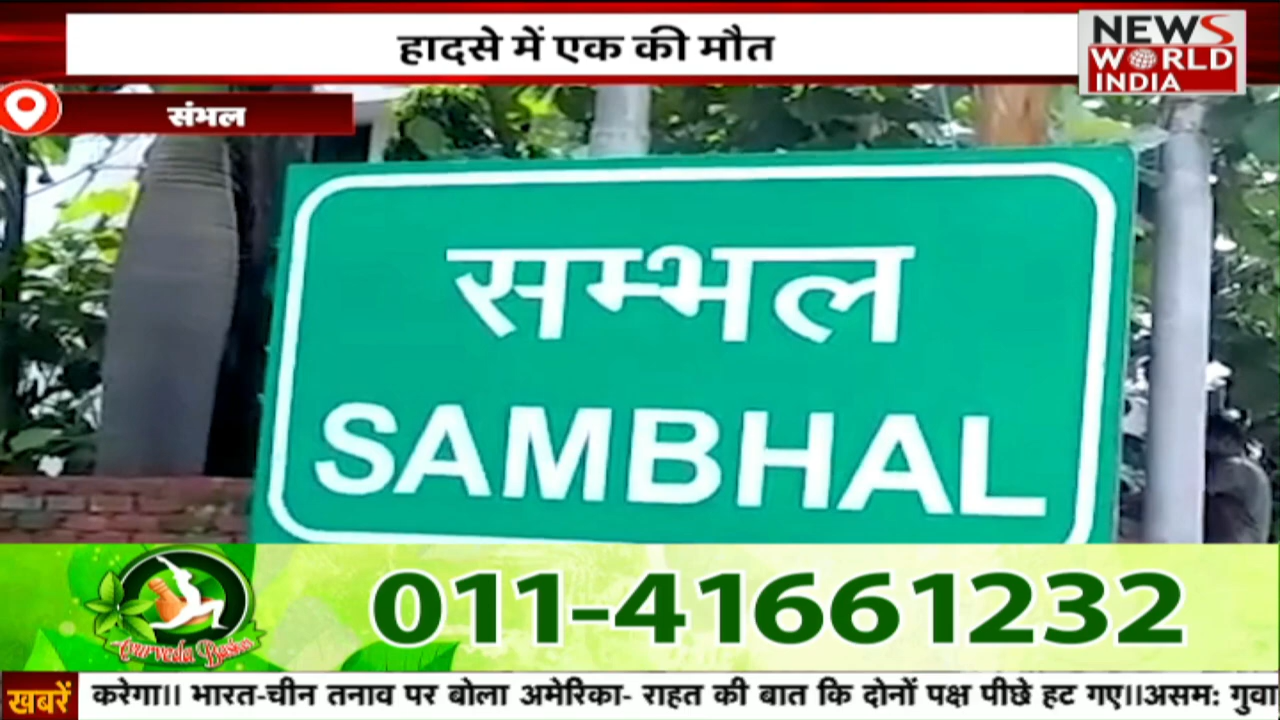 हादसे में एक की मौत
NEWS
WORLD
INDIA
संभल
सम्भल
SAMBHAL
011-41661232
खबरें
करेगा।। भारत-चीन तनाव पर बोला अमेरिका- राहत की बात कि दोनों पक्ष पीछे हट गए।।असम: गुवा